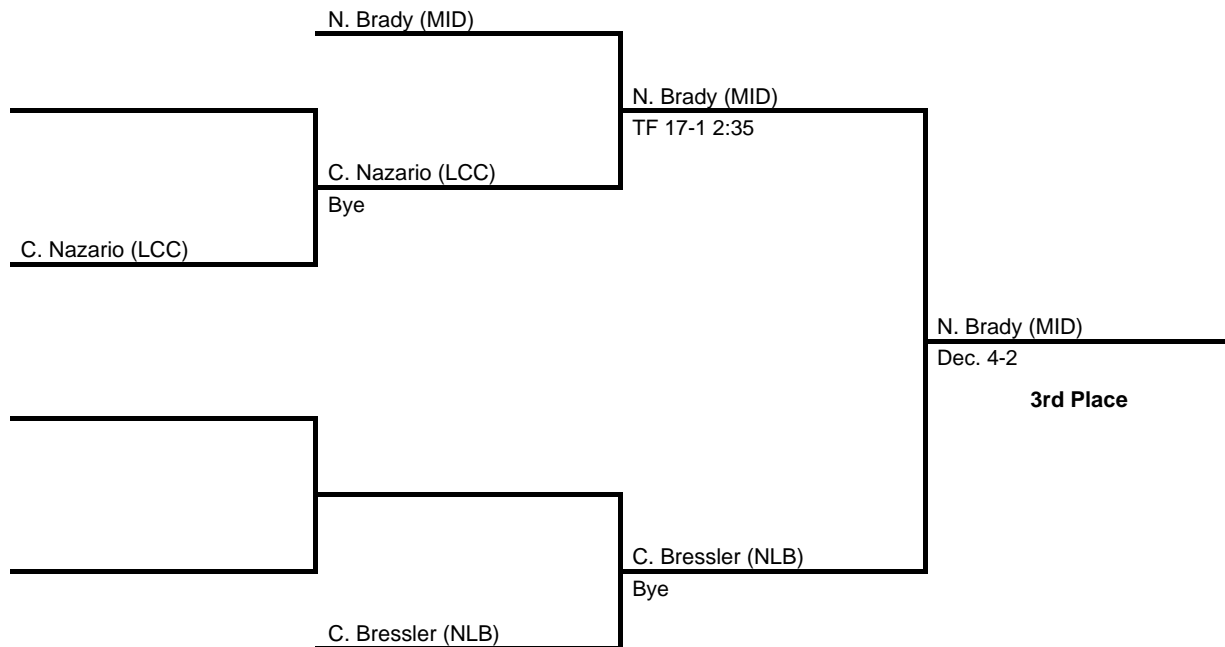 N. Brady (MID)
N. Brady (MID)
TF 17-1 2:35
C. Nazario (LCC)
Bye
C. Nazario (LCC)
N. Brady (MID)
Dec. 4-2
3rd Place
C. Bressler (NLB)
Bye
C. Bressler (NLB)